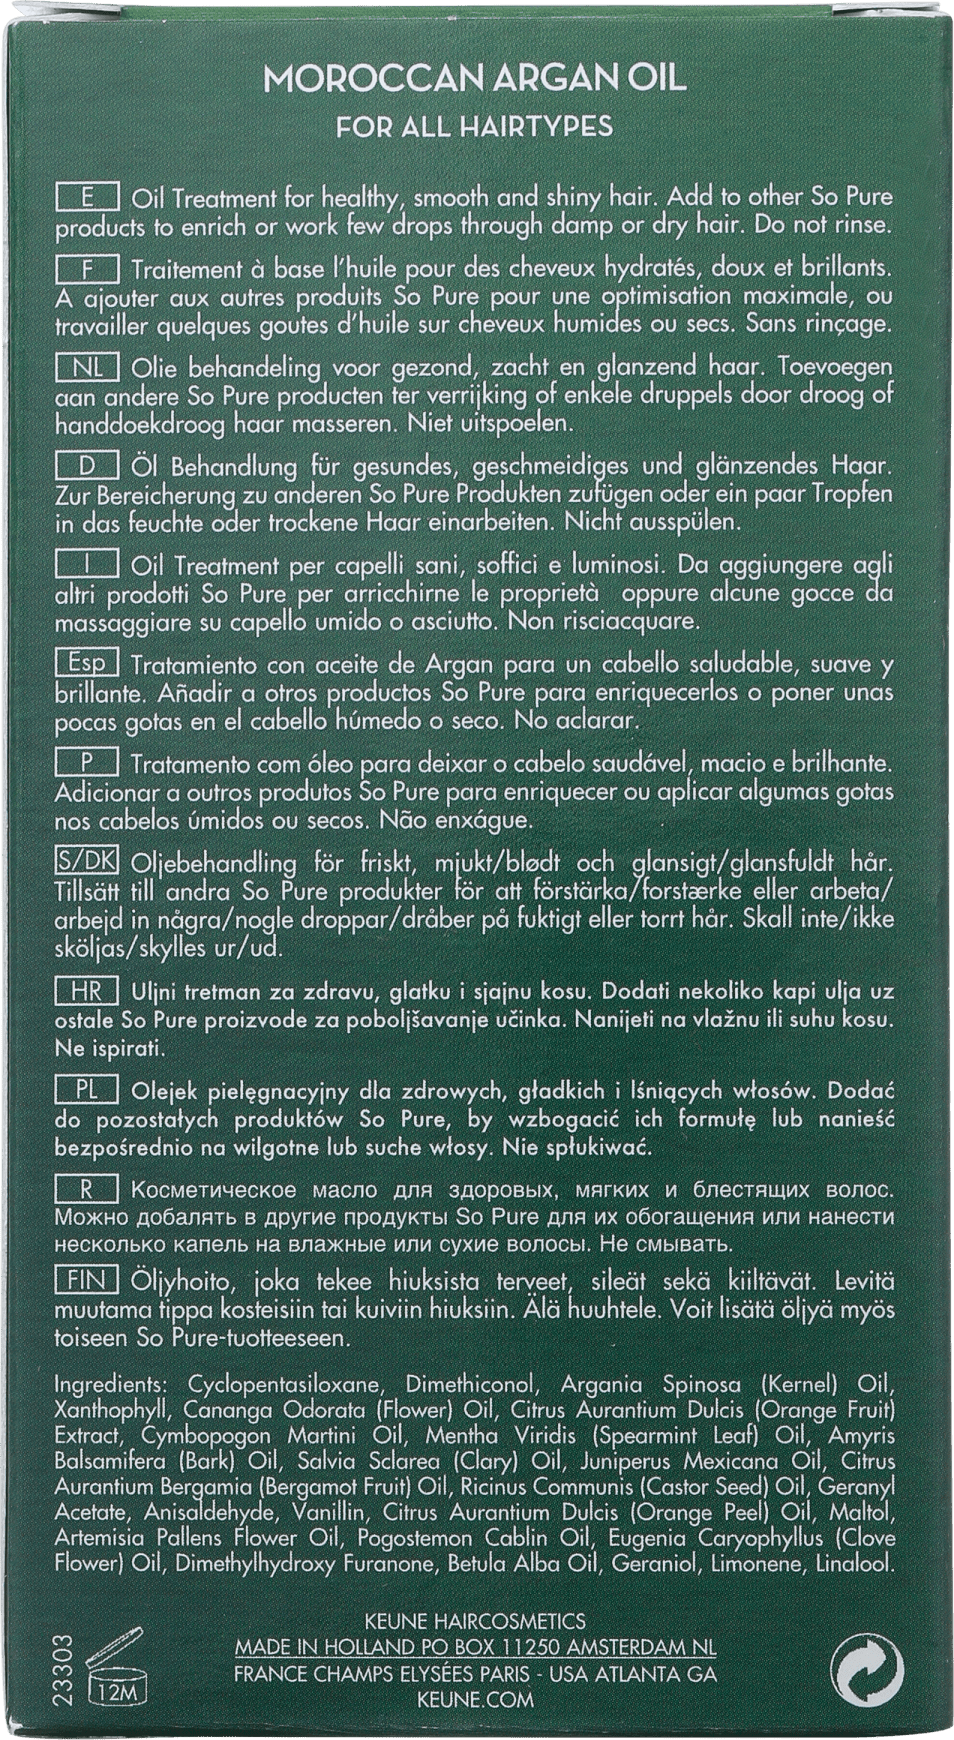 MOROCCAN ARGAN OIL
FOR ALL HAIRTYPES
E Oil Treatment for healthy, smooth and shiny hair. Add to other So Pure
products to enrich or work few drops through damp or dry hair. Do not rinse.
F Traitement à base l'huile pour des cheveux hydratés, doux et brillants.
A ajouter aux autres produits So Pure pour une optimisation maximale, ou
travailler quelques goutes d'huile sur cheveux humides ou secs. Sans rinçage.
NL Olie behandeling voor gezond, zacht en glanzend haar. Toevoegen
aan andere So Pure producten ter verrijking of enkele druppels door droog of
handdoekdroog haar masseren. Niet uitspoelen.
D Öl Behandlung für gesundes, geschmeidiges und glänzendes Haar.
Zur Bereicherung zu anderen So Pure Produkten zufügen oder ein paar Tropfen
in das feuchte oder trockene Haar einarbeiten. Nicht ausspülen.
I Oil Treatment per capelli sani, soffici e luminosi. Da aggiungere agli
altri prodotti So Pure per arricchirne le proprietà oppure alcune gocce da
massaggiare su capello umido o asciutto. Non risciacquare.
Esp Tratamiento con aceite de Argan para un cabello saludable, suave y
brillante. Añadir a otros productos So Pure para enriquecerlos o poner unas
pocas gotas en el cabello húmedo o seco. No aclarar.
P Tratamento com óleo para deixar o cabelo saudável, macio e brilhante.
Adicionar a outros produtos So Pure para enriquecer ou aplicar algumas gotas
nos cabelos úmidos ou secos. Não enxágue.
S/DK Oljebehandling för friskt, mjukt/blødt och glansigt/glansfuldt hår.
Tillsätt till andra So Pure produkter för att förstärka/forstærke eller arbeta/
arbejd in några/nogle droppar/dråber på fuktigt eller torrt hår. Skall inte/ikke
sköljas/skylles ur/ud.
HR Uljni tretman za zdravu, glatku i sjajnu kosu. Dodati nekoliko kapi ulja uz
ostale So Pure proizvode za poboljšavanje učinka. Nanijeti na vlažnu ili suhu kosu.
Ne ispirati.
PL Olejek pielęgnacyjny dla zdrowych, gładkich i lśniących włosów. Dodać
do pozostałych produktów So Pure, by wzbogacić ich formułę lub nanieść
bezpośrednio na wilgotne lub suche włosy. Nie spłukiwać.
R Косметическое масло для здоровых, мягких и блестящих волос.
Можно добалять в другие продукты So Pure для их обогащения или нанести
несколько капель на влажные или сухие волосы. Не смывать.
FIN Öljyhoito, joka tekee hiuksista terveet, sileät sekä kiiltävät. Levitä
muutama tippa kosteisiin tai kuiviin hiuksiin. Älä huuhtele. Voit lisätä öljyä myös
toiseen So Pure-tuotteeseen.
Ingredients: Cyclopentasiloxane, Dimethiconol, Argania Spinosa (Kernel) Oil,
Xanthophyll, Cananga Odorata (Flower) Oil, Citrus Aurantium Dulcis (Orange Fruit)
Extract, Cymbopogon Martini Oil, Mentha Viridis (Spearmint Leaf) Oil, Amyris
Balsamifera (Bark) Oil, Salvia Sclarea (Clary) Oil, Juniperus Mexicana Oil, Citrus
Aurantium Bergamia (Bergamot Fruit) Oil, Ricinus Communis (Castor Seed) Oil, Geranyl
Acetate, Anisaldehyde, Vanillin, Citrus Aurantium Dulcis (Orange Peel) Oil, Maltol,
Artemisia Pallens Flower Oil, Pogostemon Cablin Oil, Eugenia Caryophyllus (Clove
Flower) Oil, Dimethylhydroxy Furanone, Betula Alba Oil, Geraniol, Limonene, Linalool.
23303
12M
KEUNE HAIRCOSMETICS
MADE IN HOLLAND PO BOX 11250 AMSTERDAM NL
FRANCE CHAMPS ELYSÉES PARIS - USA ATLANTA GA
KEUNE.COM